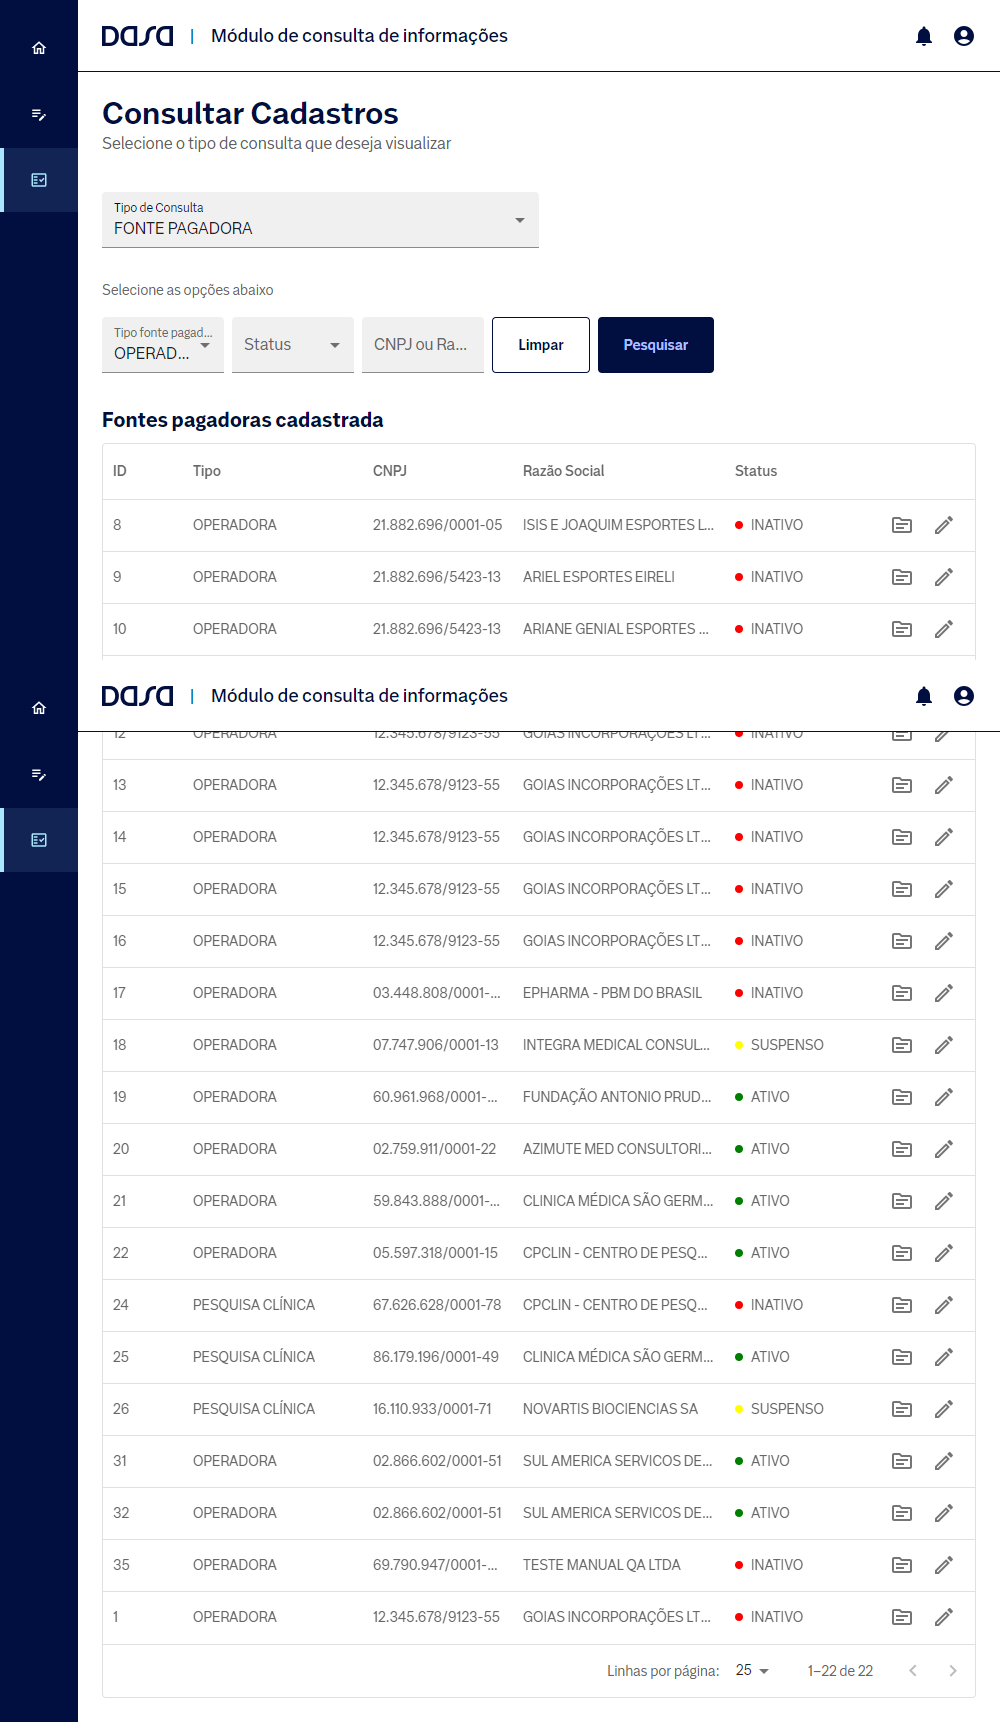 DASA | Módulo de consulta de informações
Consultar Cadastros
Selecione o tipo de consulta que deseja visualizar
Tipo de Consulta
FONTE PAGADORA
Selecione as opções abaixo
Tipo fonte pagad...
OPERAD...
Status
CNPJ ou Ra...
Limpar
Pesquisar
Fontes pagadoras cadastrada
ID Tipo CNPJ Razão Social Status
8 OPERADORA 21.882.696/0001-05 ISIS E JOAQUIM ESPORTES L... INATIVO
9 OPERADORA 21.882.696/5423-13 ARIEL ESPORTES EIRELI INATIVO
10 OPERADORA 21.882.696/5423-13 ARIANE GENIAL ESPORTES ... INATIVO
DASA | Módulo de consulta de informações
12 OPERADORA 12.345.678/9123-55 GOIAS INCORPORAÇÕES LT... INATIVO
13 OPERADORA 12.345.678/9123-55 GOIAS INCORPORAÇÕES LT... INATIVO
14 OPERADORA 12.345.678/9123-55 GOIAS INCORPORAÇÕES LT... INATIVO
15 OPERADORA 12.345.678/9123-55 GOIAS INCORPORAÇÕES LT... INATIVO
16 OPERADORA 12.345.678/9123-55 GOIAS INCORPORAÇÕES LT... INATIVO
17 OPERADORA 03.448.808/0001-... EPHARMA - PBM DO BRASIL INATIVO
18 OPERADORA 07.747.906/0001-13 INTEGRA MEDICAL CONSUL... SUSPENSO
19 OPERADORA 60.961.968/0001-... FUNDAÇÃO ANTONIO PRUD... ATIVO
20 OPERADORA 02.759.911/0001-22 AZIMUTE MED CONSULTORI... ATIVO
21 OPERADORA 59.843.888/0001-... CLINICA MÉDICA SÃO GERM... ATIVO
22 OPERADORA 05.597.318/0001-15 CPCLIN - CENTRO DE PESQ... ATIVO
24 PESQUISA CLÍNICA 67.626.628/0001-78 CPCLIN - CENTRO DE PESQ... INATIVO
25 PESQUISA CLÍNICA 86.179.196/0001-49 CLINICA MÉDICA SÃO GERM... ATIVO
26 PESQUISA CLÍNICA 16.110.933/0001-71 NOVARTIS BIOCIENCIAS SA SUSPENSO
31 OPERADORA 02.866.602/0001-51 SUL AMERICA SERVICOS DE... ATIVO
32 OPERADORA 02.866.602/0001-51 SUL AMERICA SERVICOS DE... ATIVO
35 OPERADORA 69.790.947/0001-... TESTE MANUAL QA LTDA INATIVO
1 OPERADORA 12.345.678/9123-55 GOIAS INCORPORAÇÕES LT... INATIVO
Linhas por página: 25 1–22 de 22